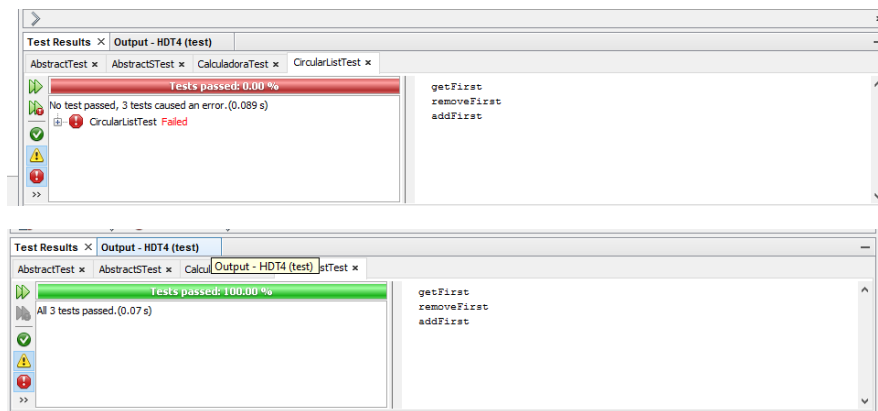 Test Results × Output - HDT4 (test)
AbstractTest × AbstractSTest × CalculadoraTest × CircularListTest ×
Tests passed: 0.00 %
No test passed, 3 tests caused an error.(0.089 s)
CircularListTest Failed
getFirst
removeFirst
addFirst
>>
Test Results × Output - HDT4 (test)
AbstractTest × AbstractSTest × Calcul Output - HDT4 (test) stTest ×
Tests passed: 100.00 %
All 3 tests passed.(0.07 s)
getFirst
removeFirst
addFirst
>>